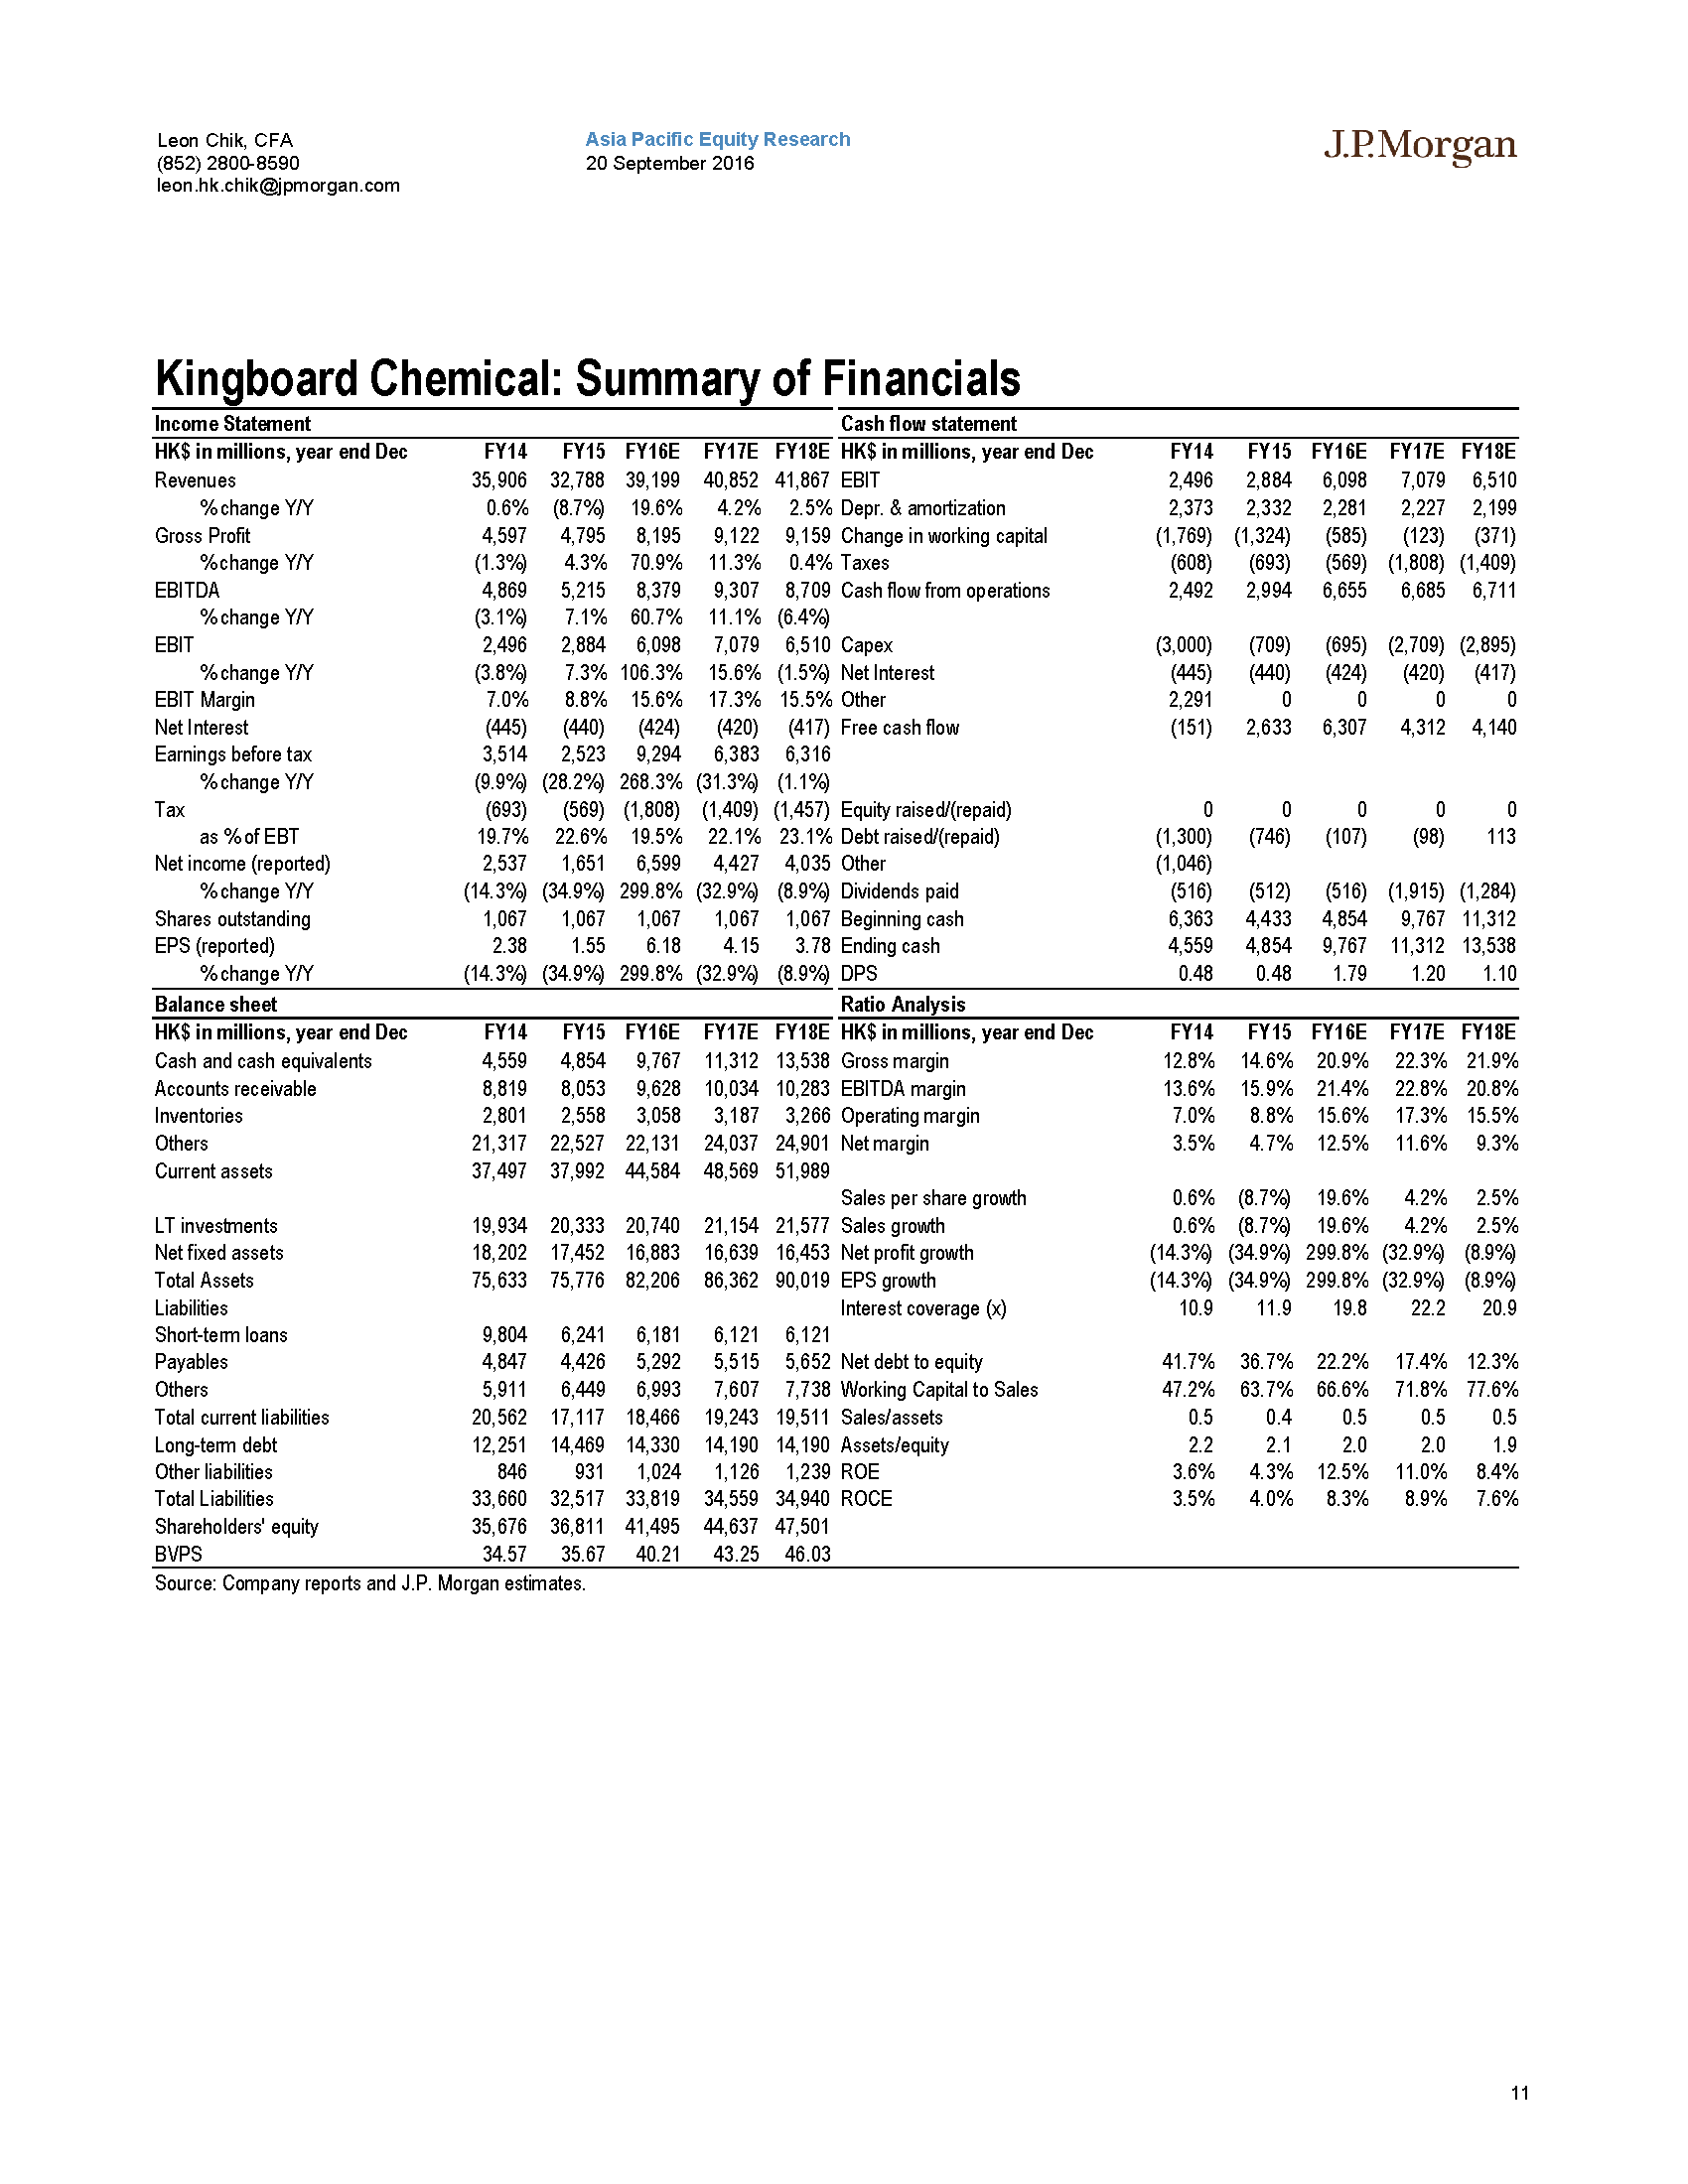 Leon Chik, CFA
(852) 2800-8590
leon.hk.chik@jpmorgan.com
Asia Pacific Equity Research
20 September 2016
J.P.Morgan
Kingboard Chemical: Summary of Financials
Income Statement
HK$ in millions, year end Dec FY14 FY15 FY16E FY17E FY18E
Revenues 35,906 32,788 39,199 40,852 41,867
% change Y/Y 0.6% (8.7%) 19.6% 4.2% 2.5%
Gross Profit 4,597 4,795 8,195 9,122 9,159
% change Y/Y (1.3%) 4.3% 70.9% 11.3% 0.4%
EBITDA 4,869 5,215 8,379 9,307 8,709
% change Y/Y (3.1%) 7.1% 60.7% 11.1% (6.4%)
EBIT 2,496 2,884 6,098 7,079 6,510
% change Y/Y (3.8%) 7.3% 106.3% 15.6% (1.5%)
EBIT Margin 7.0% 8.8% 15.6% 17.3% 15.5%
Net Interest (445) (440) (424) (420) (417)
Earnings before tax 3,514 2,523 9,294 6,383 6,316
% change Y/Y (9.9%) (28.2%) 268.3% (31.3%) (1.1%)
Tax (693) (569) (1,808) (1,409) (1,457)
as % of EBT 19.7% 22.6% 19.5% 22.1% 23.1%
Net income (reported) 2,537 1,651 6,599 4,427 4,035
% change Y/Y (14.3%) (34.9%) 299.8% (32.9%) (8.9%)
Shares outstanding 1,067 1,067 1,067 1,067 1,067
EPS (reported) 2.38 1.55 6.18 4.15 3.78
% change Y/Y (14.3%) (34.9%) 299.8% (32.9%) (8.9%)
Cash flow statement
HK$ in millions, year end Dec FY14 FY15 FY16E FY17E FY18E
EBIT 2,496 2,884 6,098 7,079 6,510
Depr. & amortization 2,373 2,332 2,281 2,227 2,199
Change in working capital (1,769) (1,324) (585) (123) (371)
Taxes (608) (693) (569) (1,808) (1,409)
Cash flow from operations 2,492 2,994 6,655 6,685 6,711
Capex (3,000) (709) (695) (2,709) (2,895)
Net Interest (445) (440) (424) (420) (417)
Other 2,291 0 0 0 0
Free cash flow (151) 2,633 6,307 4,312 4,140
Equity raised/(repaid) 0 0 0 0 0
Debt raised/(repaid) (1,300) (746) (107) (98) 113
Other (1,046)
Dividends paid (516) (512) (516) (1,915) (1,284)
Beginning cash 6,363 4,433 4,854 9,767 11,312
Ending cash 4,559 4,854 9,767 11,312 13,538
DPS 0.48 0.48 1.79 1.20 1.10
Balance sheet
HK$ in millions, year end Dec FY14 FY15 FY16E FY17E FY18E
Cash and cash equivalents 4,559 4,854 9,767 11,312 13,538
Accounts receivable 8,819 8,053 9,628 10,034 10,283
Inventories 2,801 2,558 3,058 3,187 3,266
Others 21,317 22,527 22,131 24,037 24,901
Current assets 37,497 37,992 44,584 48,569 51,989
LT investments 19,934 20,333 20,740 21,154 21,577
Net fixed assets 18,202 17,452 16,883 16,639 16,453
Total Assets 75,633 75,776 82,206 86,362 90,019
Liabilities
Short-term loans 9,804 6,241 6,181 6,121 6,121
Payables 4,847 4,426 5,292 5,515 5,652
Others 5,911 6,449 6,993 7,607 7,738
Total current liabilities 20,562 17,117 18,466 19,243 19,511
Long-term debt 12,251 14,469 14,330 14,190 14,190
Other liabilities 846 931 1,024 1,126 1,239
Total Liabilities 33,660 32,517 33,819 34,559 34,940
Shareholders' equity 35,676 36,811 41,495 44,637 47,501
BVPS 34.57 35.67 40.21 43.25 46.03
Ratio Analysis
HK$ in millions, year end Dec FY14 FY15 FY16E FY17E FY18E
Gross margin 12.8% 14.6% 20.9% 22.3% 21.9%
EBITDA margin 13.6% 15.9% 21.4% 22.8% 20.8%
Operating margin 7.0% 8.8% 15.6% 17.3% 15.5%
Net margin 3.5% 4.7% 12.5% 11.6% 9.3%
Sales per share growth 0.6% (8.7%) 19.6% 4.2% 2.5%
Sales growth 0.6% (8.7%) 19.6% 4.2% 2.5%
Net profit growth (14.3%) (34.9%) 299.8% (32.9%) (8.9%)
EPS growth (14.3%) (34.9%) 299.8% (32.9%) (8.9%)
Interest coverage (x) 10.9 11.9 19.8 22.2 20.9
Net debt to equity 41.7% 36.7% 22.2% 17.4% 12.3%
Working Capital to Sales 47.2% 63.7% 66.6% 71.8% 77.6%
Sales/assets 0.5 0.4 0.5 0.5 0.5
Assets/equity 2.2 2.1 2.0 2.0 1.9
ROE 3.6% 4.3% 12.5% 11.0% 8.4%
ROCE 3.5% 4.0% 8.3% 8.9% 7.6%
Source: Company reports and J.P. Morgan estimates.
11